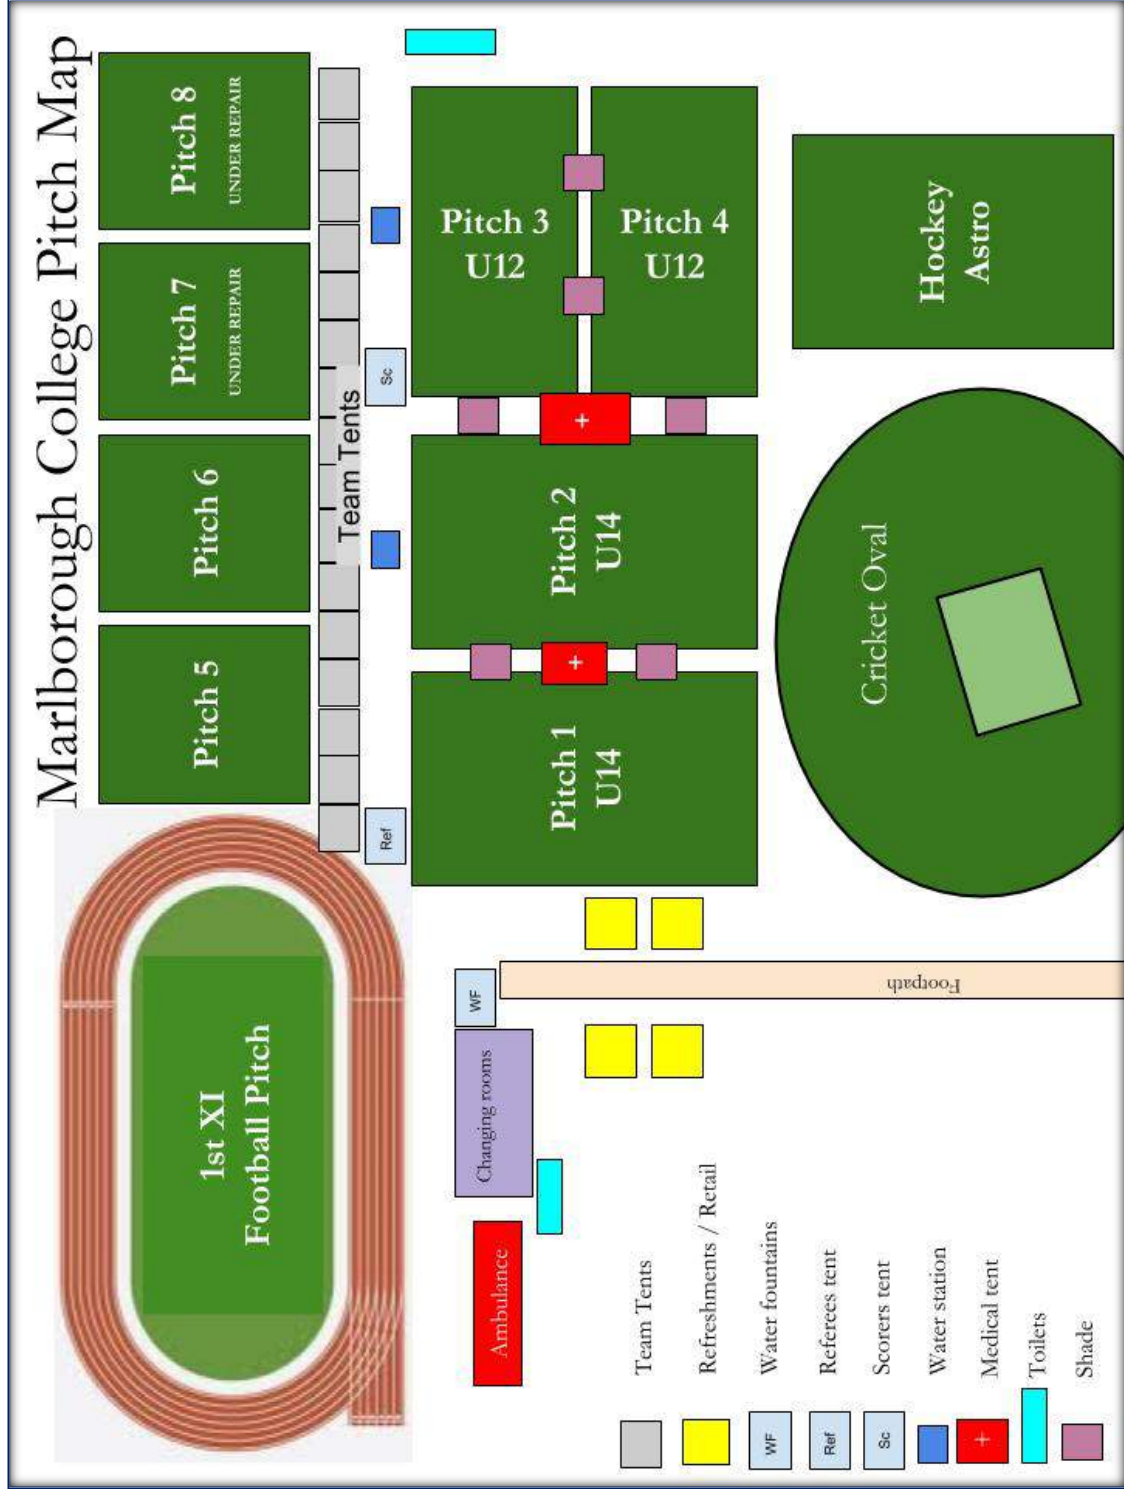 Marlborough College Pitch Map
1st XI
Football Pitch
Pitch 5
Pitch 6
Pitch 7
UNDER REPAIR
Pitch 8
UNDER REPAIR
Team Tents
Ref
Sc
Pitch 1
U14
Pitch 2
U14
+
+
Pitch 3
U12
Pitch 4
U12
Ambulance
Changing rooms
WF
Footpath
Cricket Oval
Hockey
Astro
Team Tents
Refreshments / Retail
WF
Water fountains
Ref
Referees tent
Sc
Scorers tent
Water station
+
Medical tent
Toilets
Shade